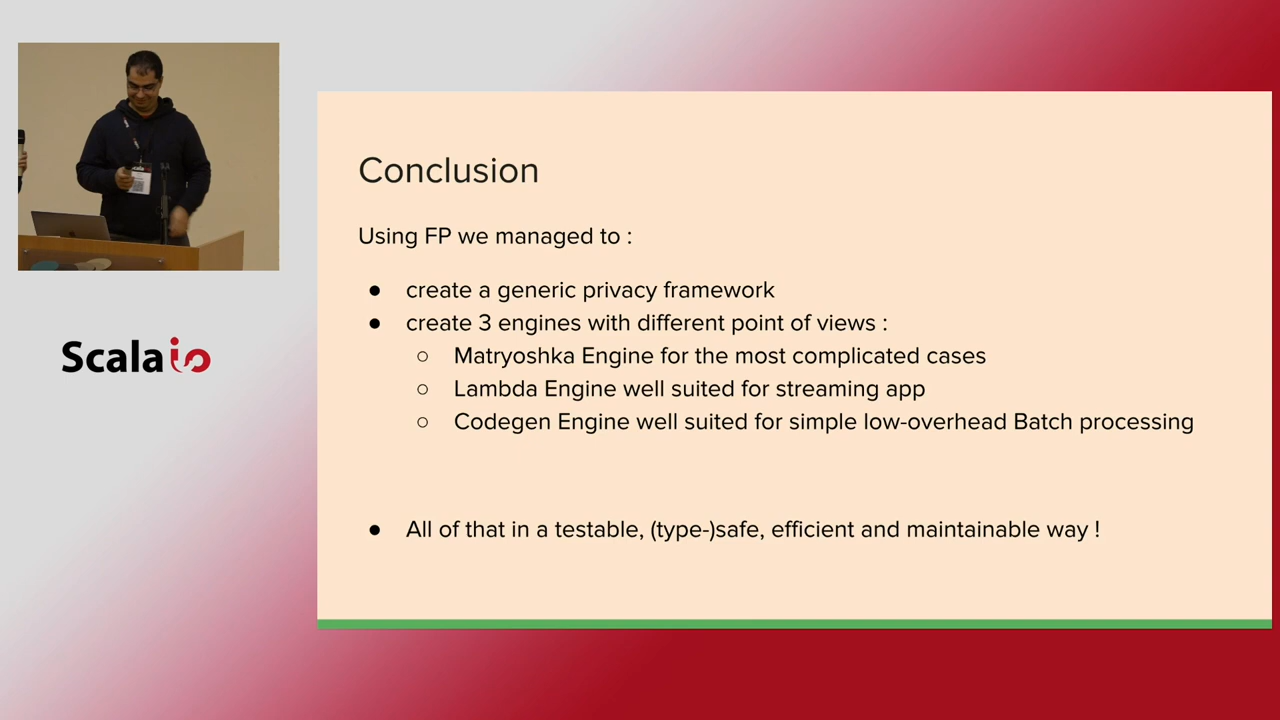 Conclusion
Using FP we managed to :
● create a generic privacy framework
● create 3 engines with different point of views :
○ Matryoshka Engine for the most complicated cases
○ Lambda Engine well suited for streaming app
○ Codegen Engine well suited for simple low-overhead Batch processing
● All of that in a testable, (type-)safe, efficient and maintainable way !
Scala io